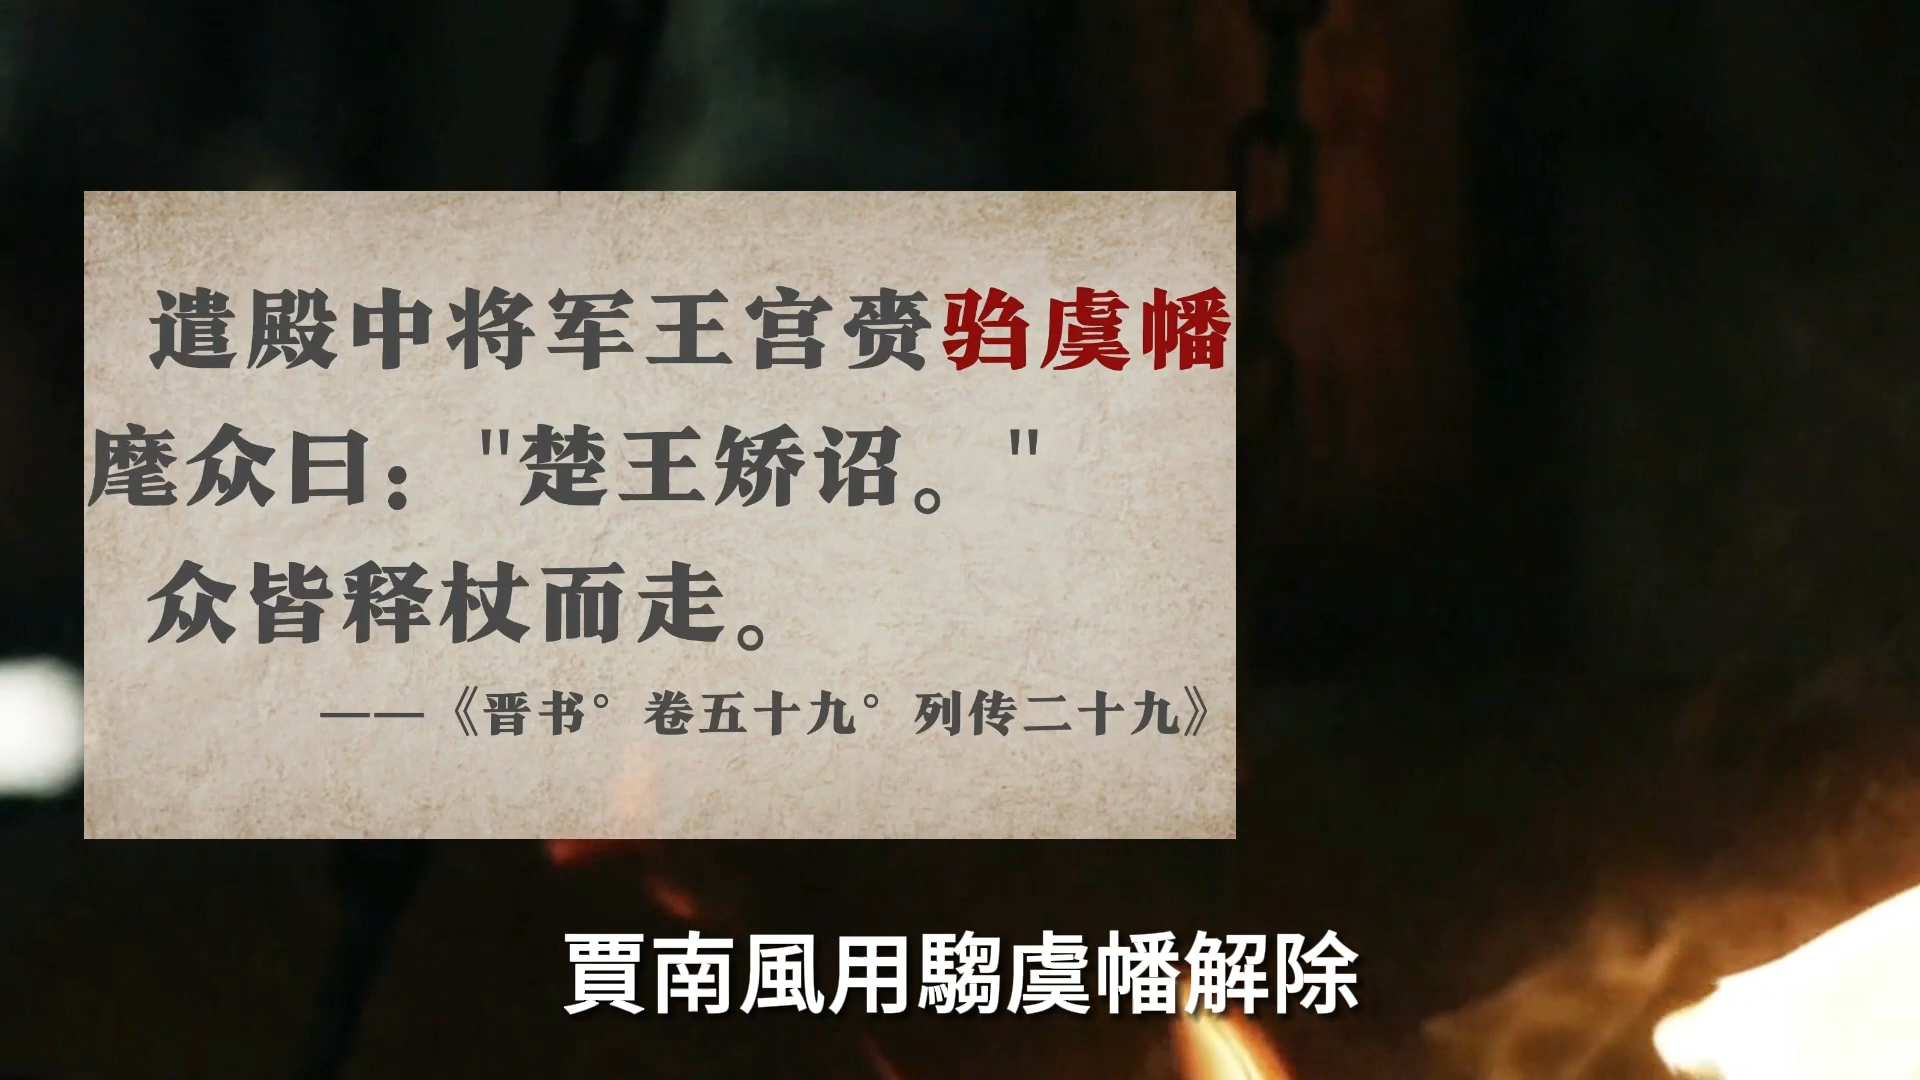 遣殿中将军王宫赍驺虞幡
麾众曰："楚王矫诏。"
众皆释杖而走。
——《晋书°卷五十九°列传二十九》
賈南風用騶虞幡解除